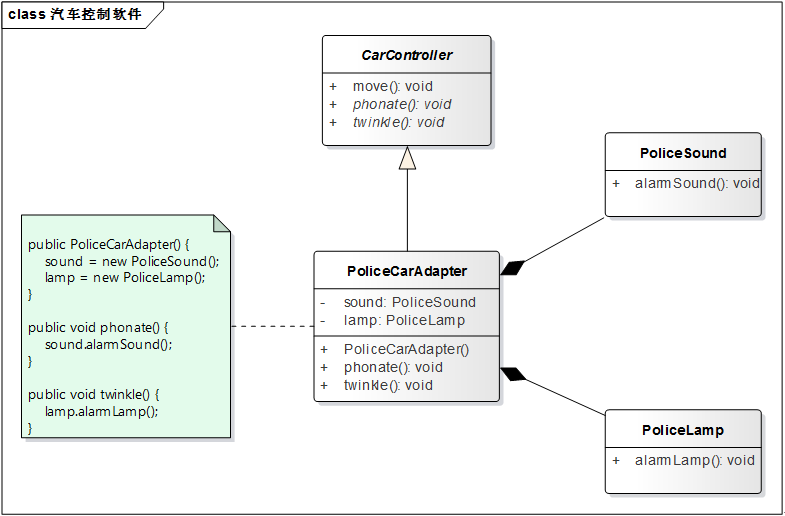 class 汽车控制软件
CarController
+ move(): void
+ phonate(): void
+ twinkle(): void
PoliceSound
+ alarmSound(): void
public PoliceCarAdapter() {
sound = new PoliceSound();
lamp = new PoliceLamp();
}
public void phonate() {
sound.alarmSound();
}
public void twinkle() {
lamp.alarmLamp();
}
PoliceCarAdapter
- sound: PoliceSound
- lamp: PoliceLamp
+ PoliceCarAdapter()
+ phonate(): void
+ twinkle(): void
PoliceLamp
+ alarmLamp(): void